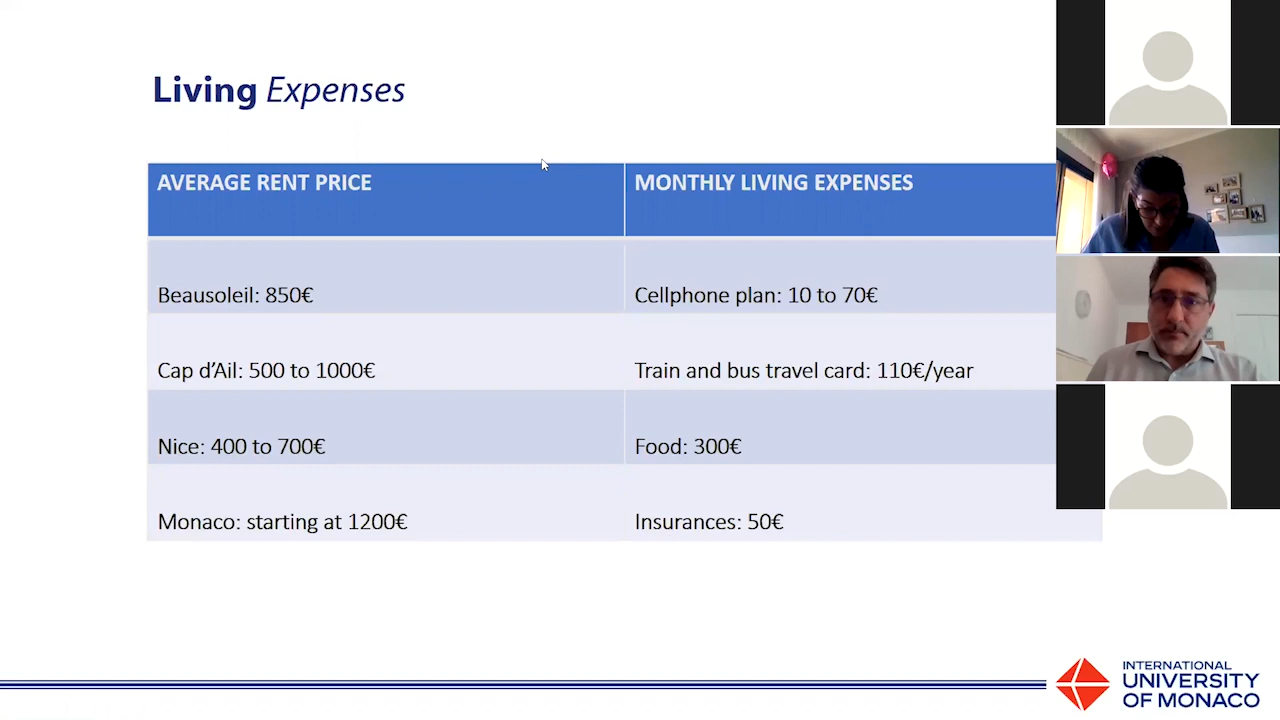 Living Expenses
AVERAGE RENT PRICE
MONTHLY LIVING EXPENSES
Beausoleil: 850€
Cellphone plan: 10 to 70€
Cap d’Ail: 500 to 1000€
Train and bus travel card: 110€/year
Nice: 400 to 700€
Food: 300€
Monaco: starting at 1200€
Insurances: 50€
INTERNATIONAL
UNIVERSITY
OF MONACO